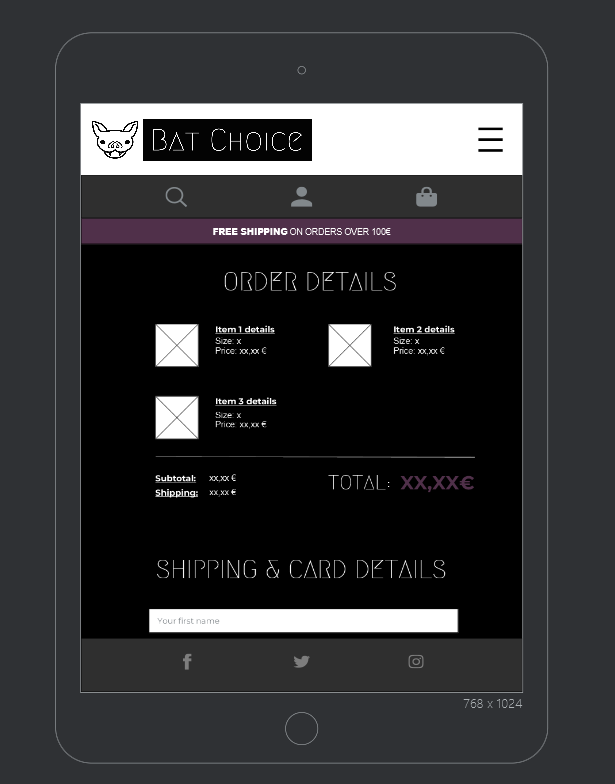 BAT CHOICE
FREE SHIPPING ON ORDERS OVER 100€
ORDER DETAILS
Item 1 details
Size: x
Price: xx,xx €
Item 2 details
Size: x
Price: xx,xx €
Item 3 details
Size: x
Price: xx,xx €
Subtotal: xx,xx €
Shipping: xx,xx €
TOTAL: XX,XX€
SHIPPING & CARD DETAILS
Your first name
768 x 1024